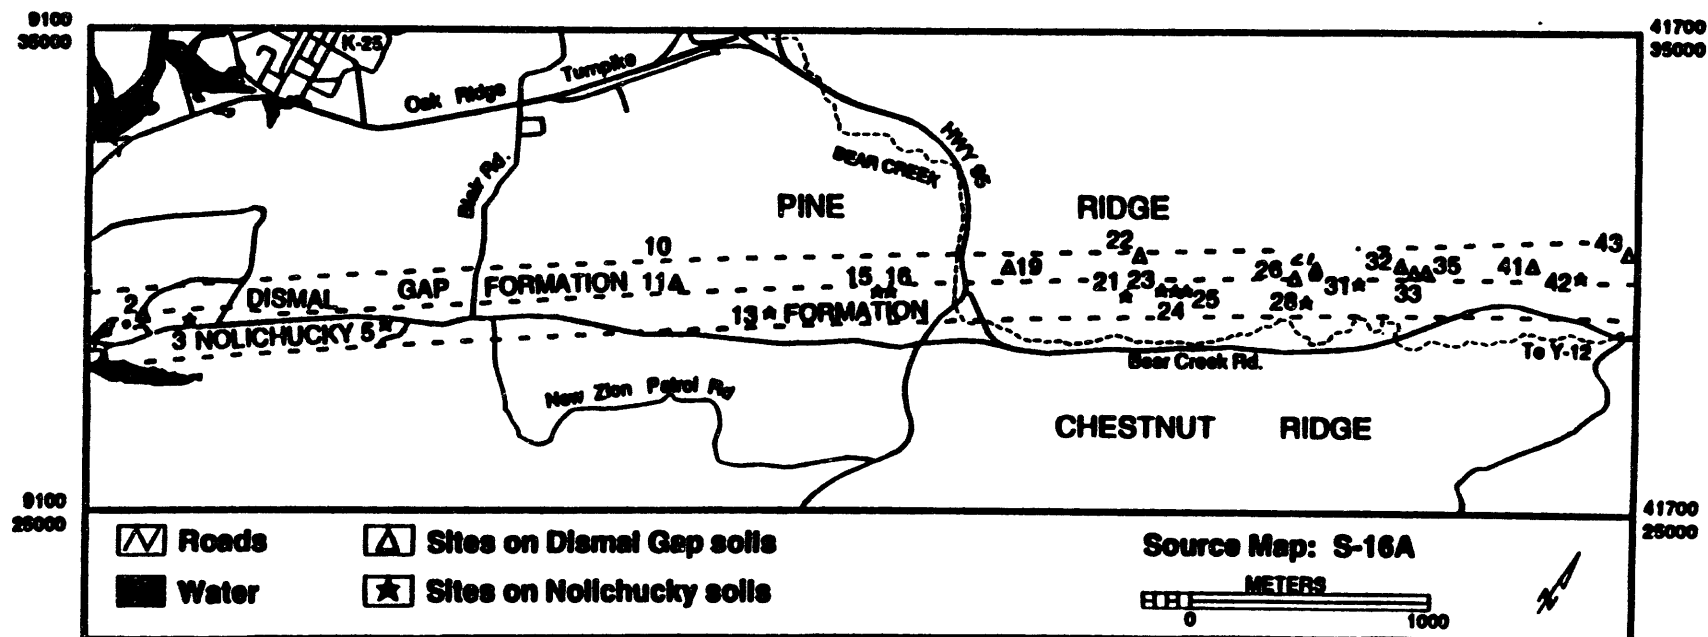 9100
35000
41700
35000
K-25
Oak Ridge Turnpike
HWY 95
BEAR CREEK
Blair Rd.
PINE RIDGE
10
22
43
2
DISMAL GAP FORMATION
11
15
16
19
21
23
26
32
35
41
42
3
NOLICHUCKY
5
13
FORMATION
24
25
28
31
33
Bear Creek Rd.
To Y-12
New Zion Patrol Rd
CHESTNUT RIDGE
9100
25000
41700
25000
Roads
Sites on Dismal Gap soils
Source Map: S-16A
Water
Sites on Nolichucky soils
METERS
0
1000
N